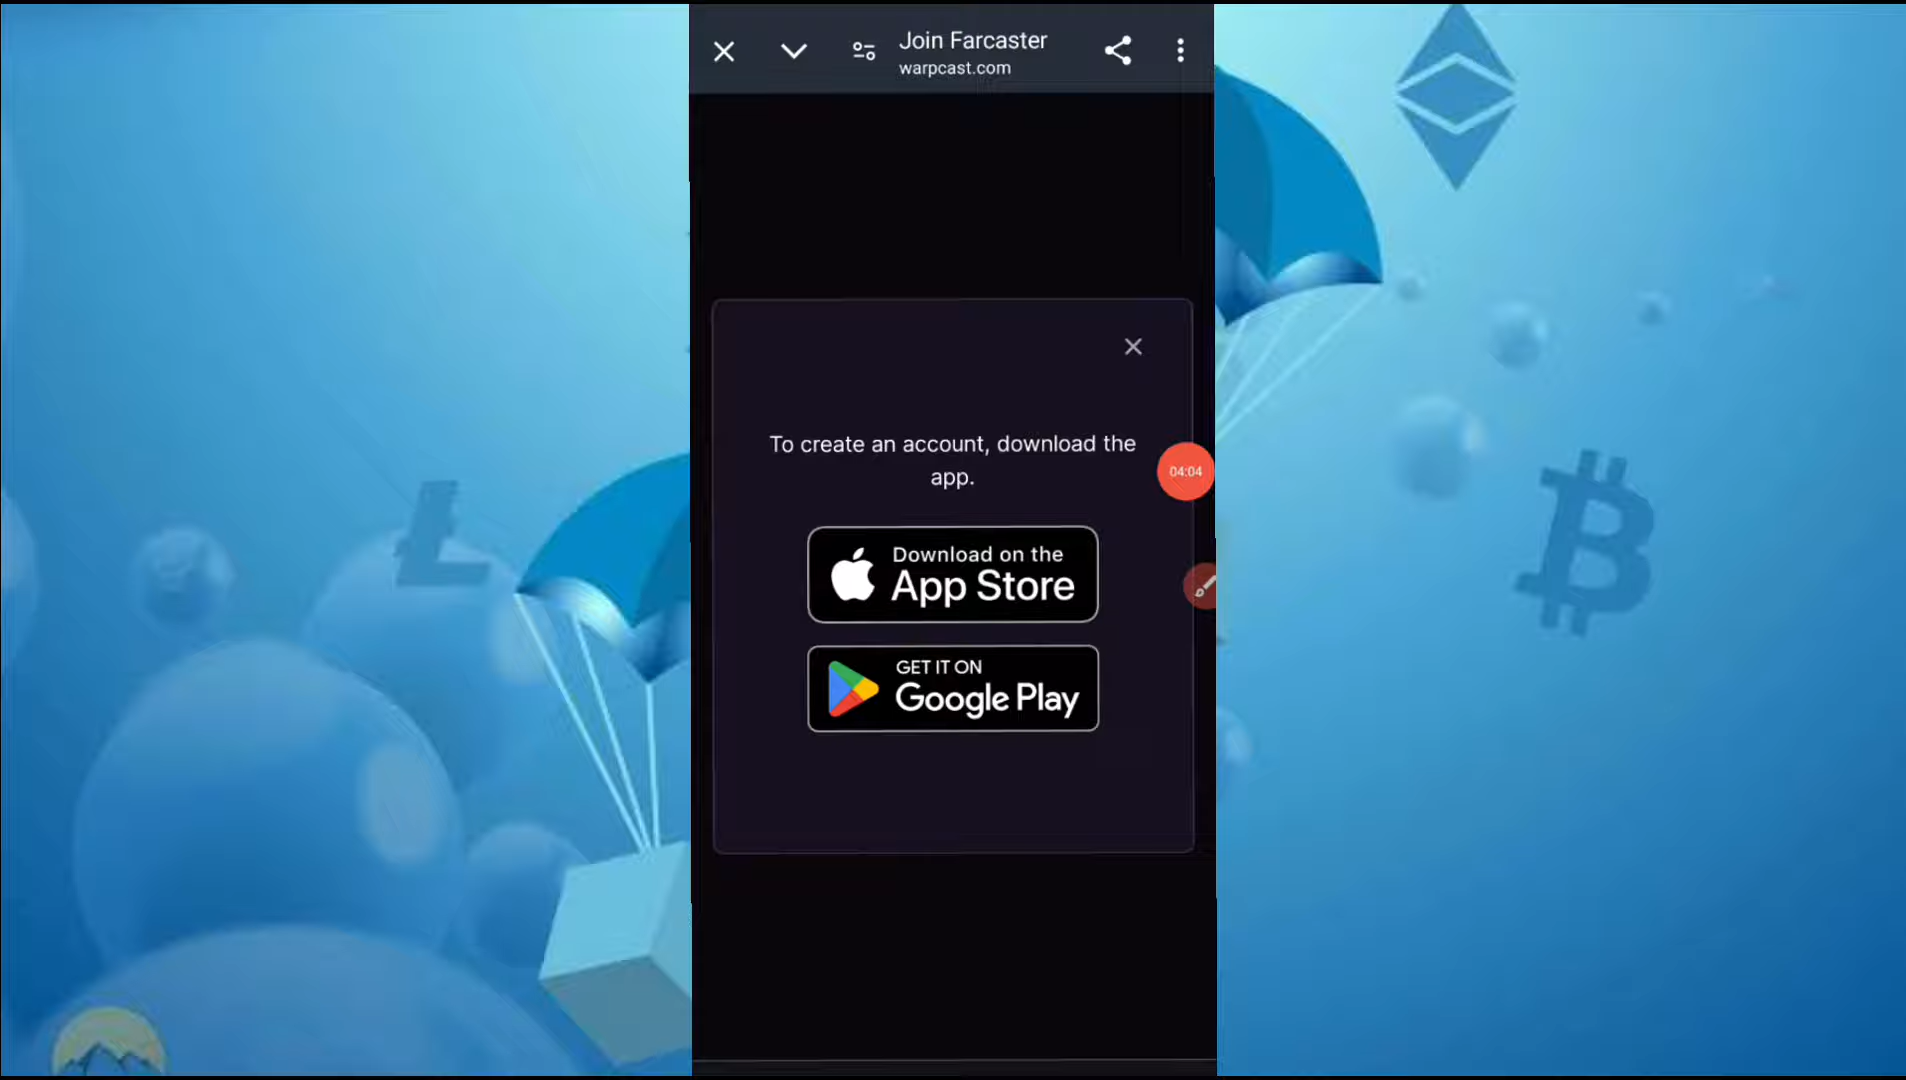 Join Farcaster
warpcast.com
To create an account, download the
app.
04:04
Download on the
App Store
GET IT ON
Google Play